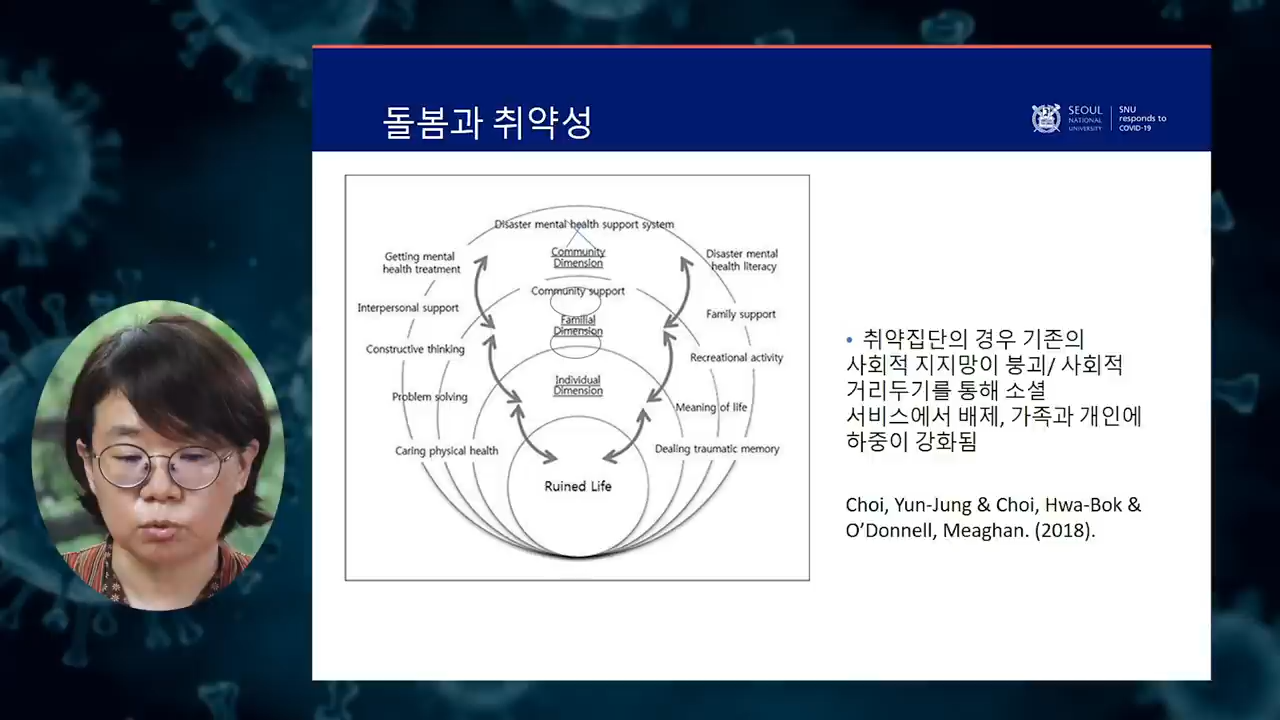 돌봄과 취약성
SEOUL
NATIONAL
UNIVERSITY
SNU
responds to
COVID-19
Disaster mental health support system
Getting mental
health treatment
Community
Dimension
Disaster mental
health literacy
Community support
Interpersonal support
Familial
Dimension
Family support
Constructive thinking
Recreational activity
Individual
Dimension
Problem solving
Meaning of life
Caring physical health
Dealing traumatic memory
Ruined Life
• 취약집단의 경우 기존의
사회적 지지망이 붕괴/ 사회적
거리두기를 통해 소셜
서비스에서 배제, 가족과 개인에
하중이 강화됨
Choi, Yun-Jung & Choi, Hwa-Bok &
O’Donnell, Meaghan. (2018).